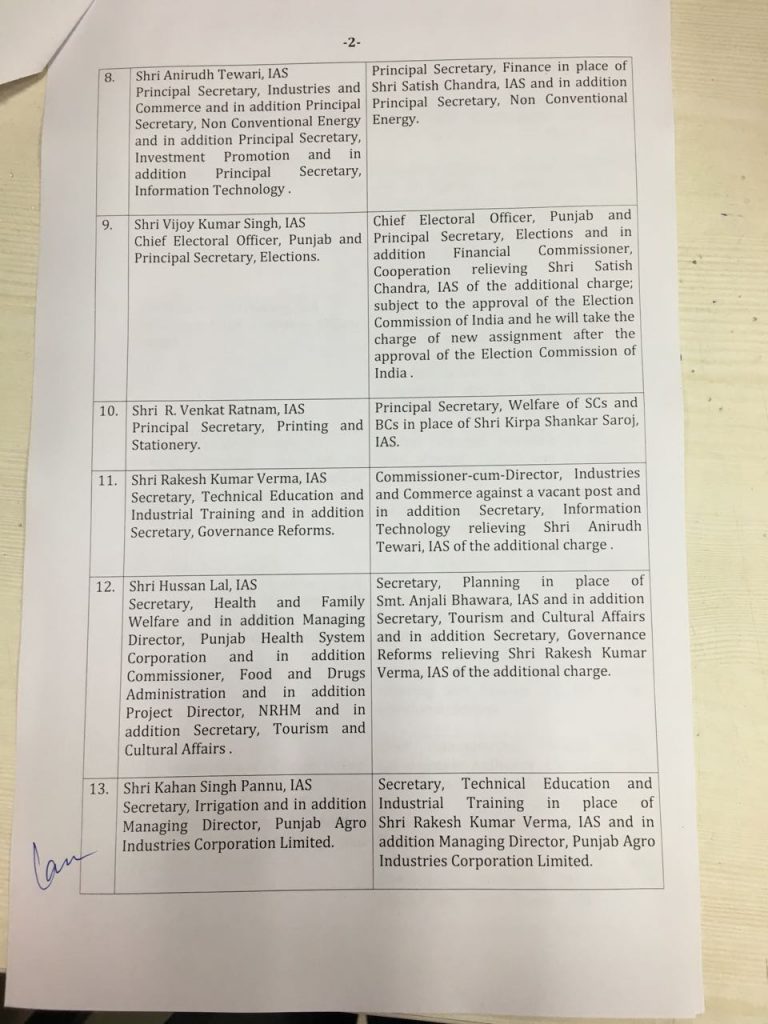 -2-
8.
Shri Anirudh Tewari, IAS
Principal Secretary, Industries and
Commerce and in addition Principal
Secretary, Non Conventional Energy
and in addition Principal Secretary,
Investment Promotion and in
addition Principal Secretary,
Information Technology .
Principal Secretary, Finance in place of
Shri Satish Chandra, IAS and in addition
Principal Secretary, Non Conventional
Energy.
9.
Shri Vijoy Kumar Singh, IAS
Chief Electoral Officer, Punjab and
Principal Secretary, Elections.
Chief Electoral Officer, Punjab and
Principal Secretary, Elections and in
addition Financial Commissioner,
Cooperation relieving Shri Satish
Chandra, IAS of the additional charge;
subject to the approval of the Election
Commission of India and he will take the
charge of new assignment after the
approval of the Election Commission of
India .
10.
Shri R. Venkat Ratnam, IAS
Principal Secretary, Printing and
Stationery.
Principal Secretary, Welfare of SCs and
BCs in place of Shri Kirpa Shankar Saroj,
IAS.
11.
Shri Rakesh Kumar Verma, IAS
Secretary, Technical Education and
Industrial Training and in addition
Secretary, Governance Reforms.
Commissioner-cum-Director, Industries
and Commerce against a vacant post and
in addition Secretary, Information
Technology relieving Shri Anirudh
Tewari, IAS of the additional charge .
12.
Shri Hussan Lal, IAS
Secretary, Health and Family
Welfare and in addition Managing
Director, Punjab Health System
Corporation and in addition
Commissioner, Food and Drugs
Administration and in addition
Project Director, NRHM and in
addition Secretary, Tourism and
Cultural Affairs .
Secretary, Planning in place of
Smt. Anjali Bhawara, IAS and in addition
Secretary, Tourism and Cultural Affairs
and in addition Secretary, Governance
Reforms relieving Shri Rakesh Kumar
Verma, IAS of the additional charge.
13.
Shri Kahan Singh Pannu, IAS
Secretary, Irrigation and in addition
Managing Director, Punjab Agro
Industries Corporation Limited.
Secretary, Technical Education and
Industrial Training in place of
Shri Rakesh Kumar Verma, IAS and in
addition Managing Director, Punjab Agro
Industries Corporation Limited.